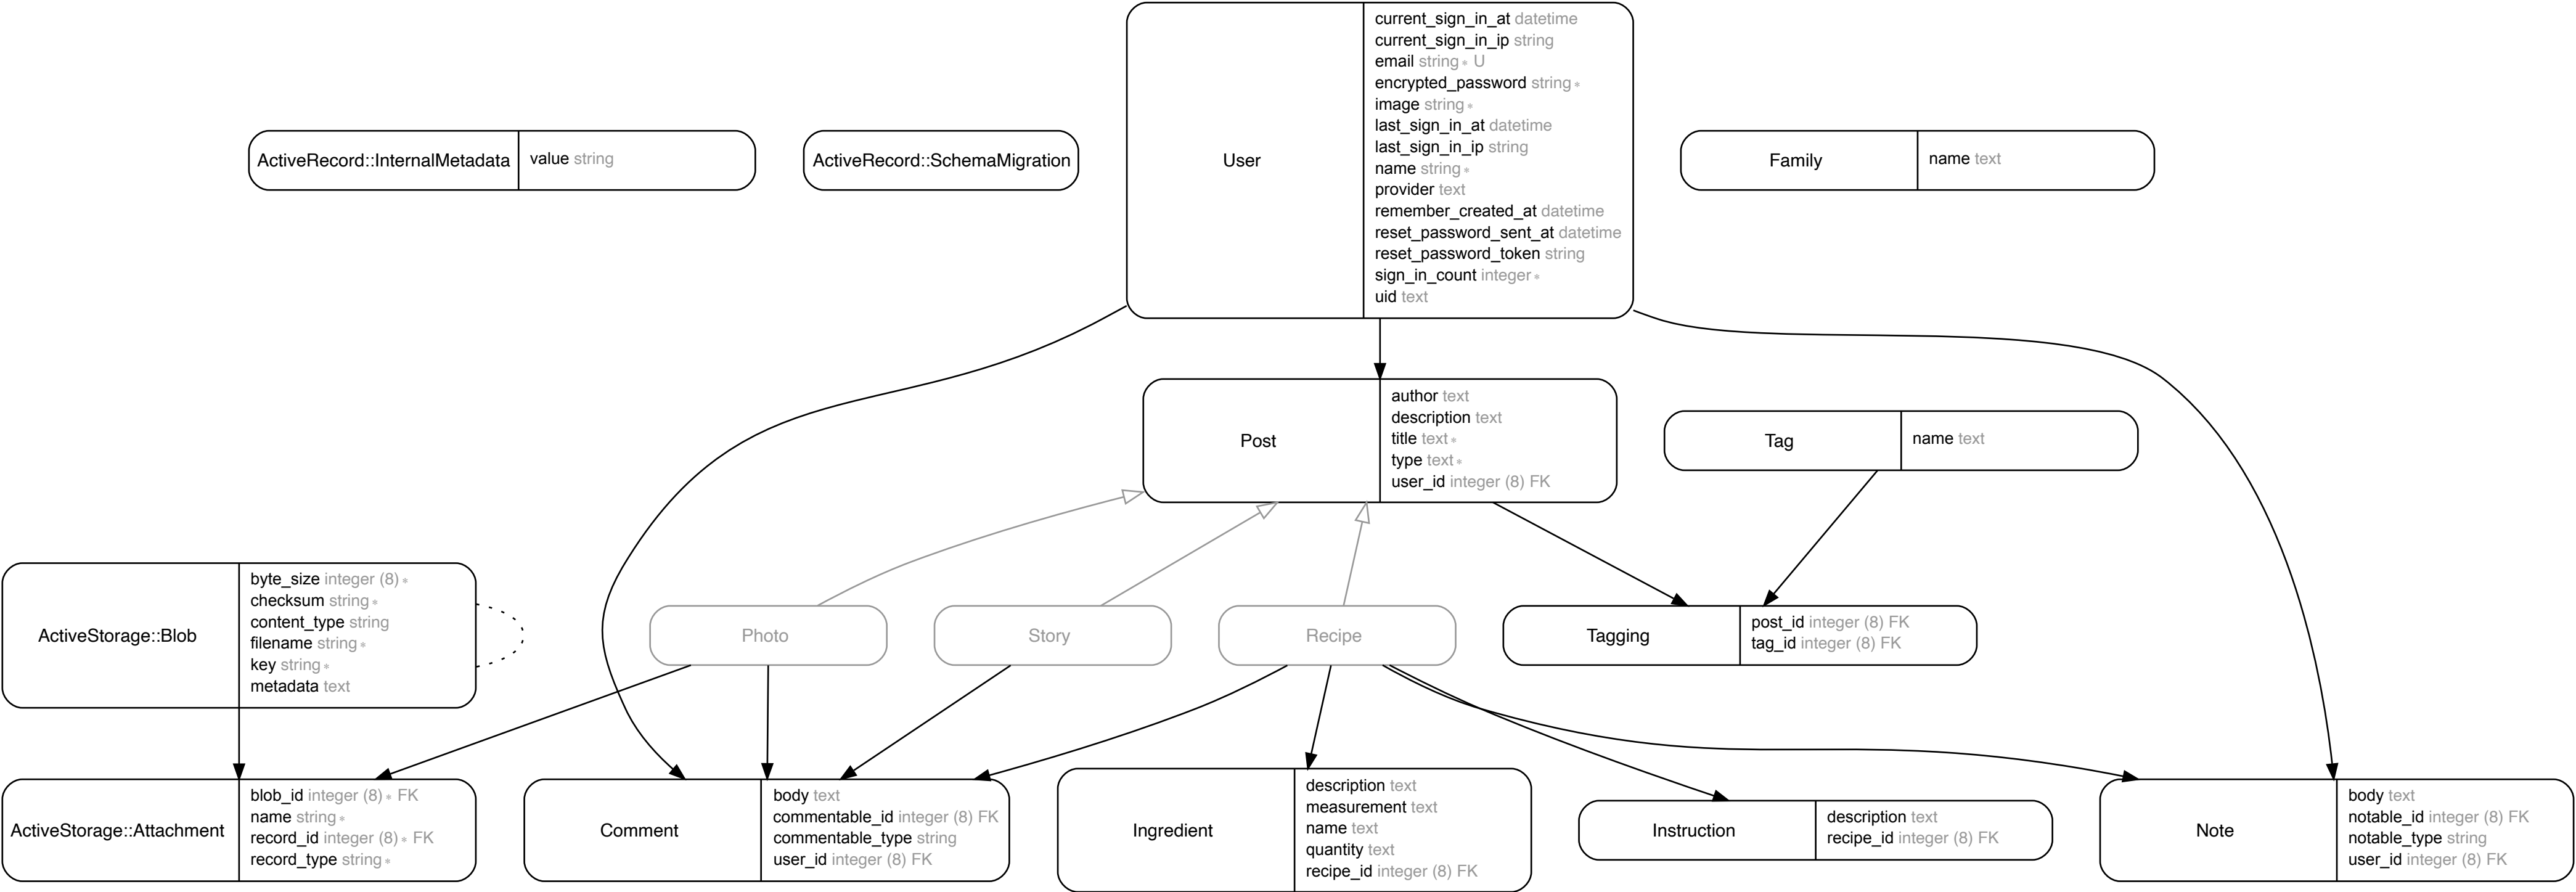 current_sign_in_at datetime
current_sign_in_ip string
email string* U
encrypted_password string*
image string*
last_sign_in_at datetime
last_sign_in_ip string
name string*
provider text
remember_created_at datetime
reset_password_sent_at datetime
reset_password_token string
sign_in_count integer*
uid text
User
ActiveRecord::InternalMetadata
value string
ActiveRecord::SchemaMigration
Family
name text
Post
author text
description text
title text*
type text*
user_id integer (8) FK
Tag
name text
ActiveStorage::Blob
byte_size integer (8)*
checksum string*
content_type string
filename string*
key string*
metadata text
Photo
Story
Recipe
Tagging
post_id integer (8) FK
tag_id integer (8) FK
ActiveStorage::Attachment
blob_id integer (8)* FK
name string*
record_id integer (8)* FK
record_type string*
Comment
body text
commentable_id integer (8) FK
commentable_type string
user_id integer (8) FK
Ingredient
description text
measurement text
name text
quantity text
recipe_id integer (8) FK
Instruction
description text
recipe_id integer (8) FK
Note
body text
notable_id integer (8) FK
notable_type string
user_id integer (8) FK